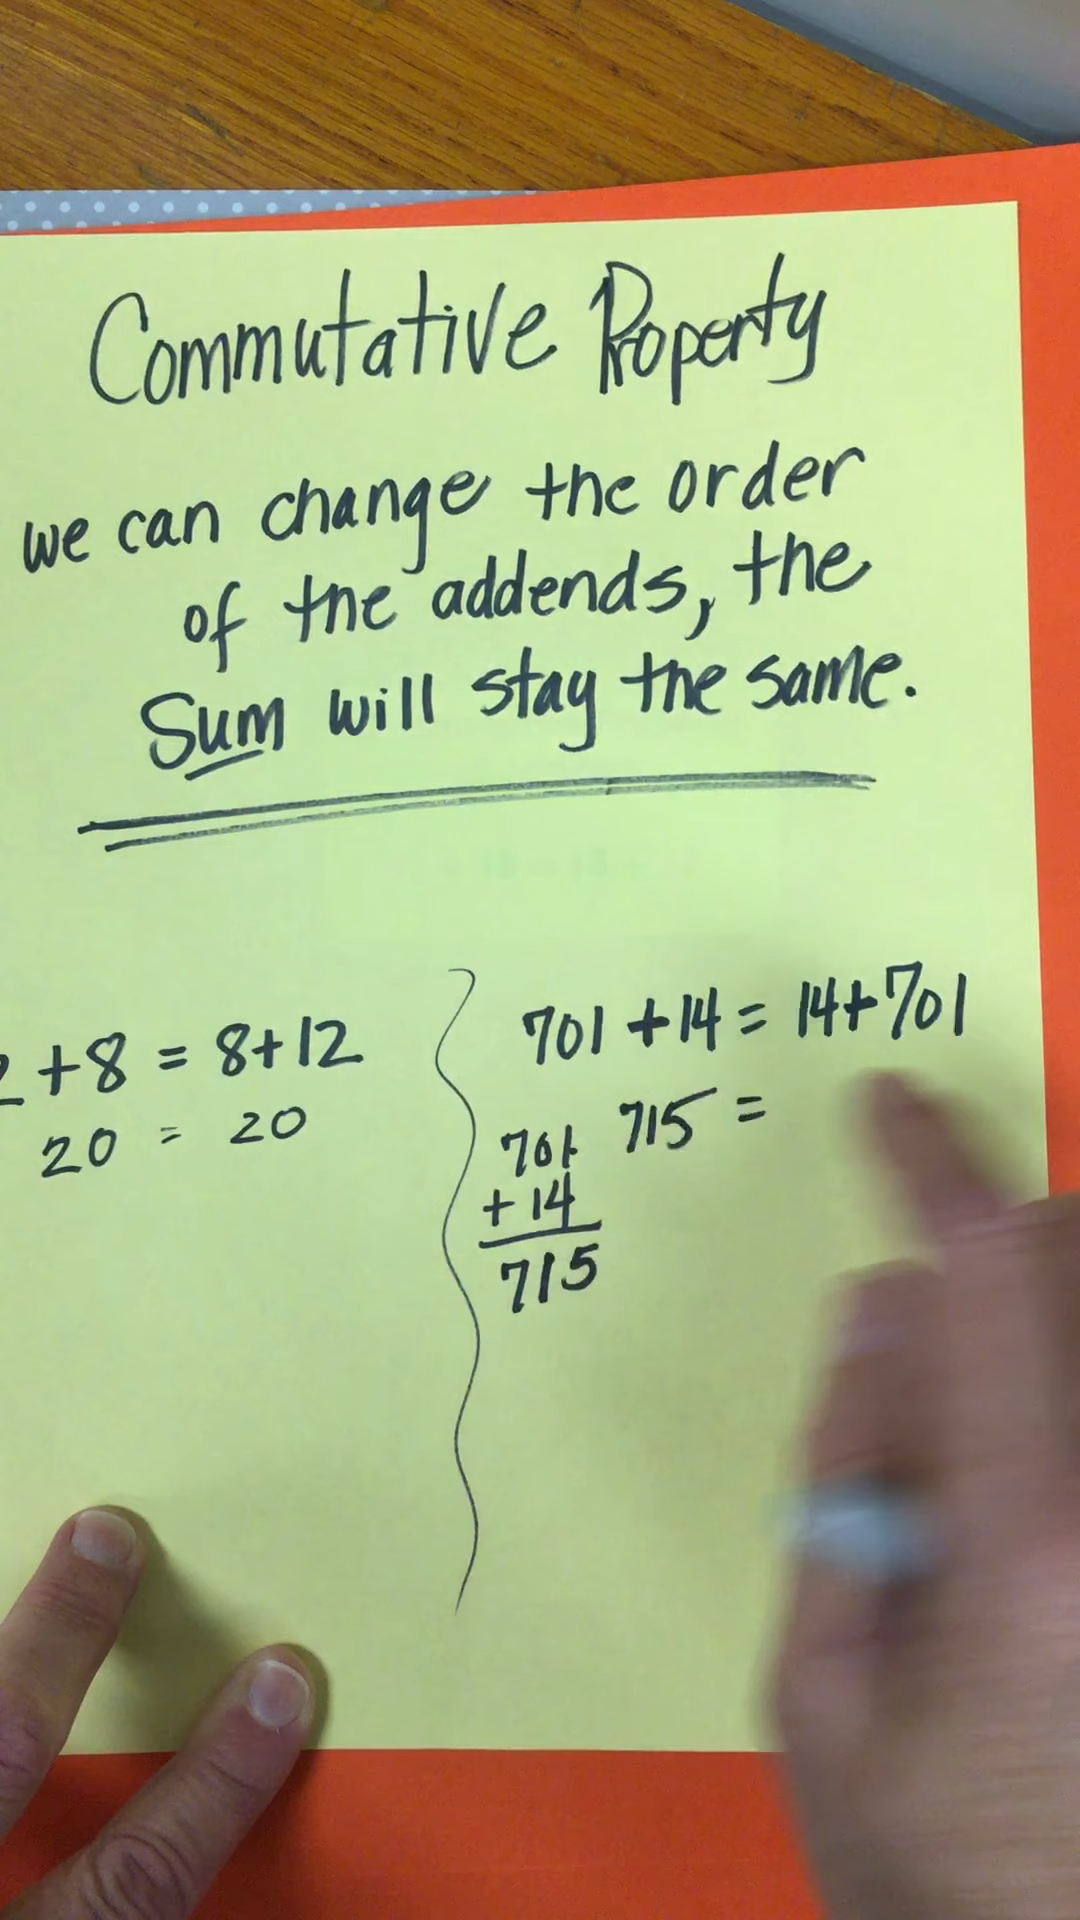 Commutative Property
we can change the order
of the addends, the
Sum will stay the same.
+8 = 8+12
20 = 20
701 + 14 = 14+701
715 =
701
+ 14
715